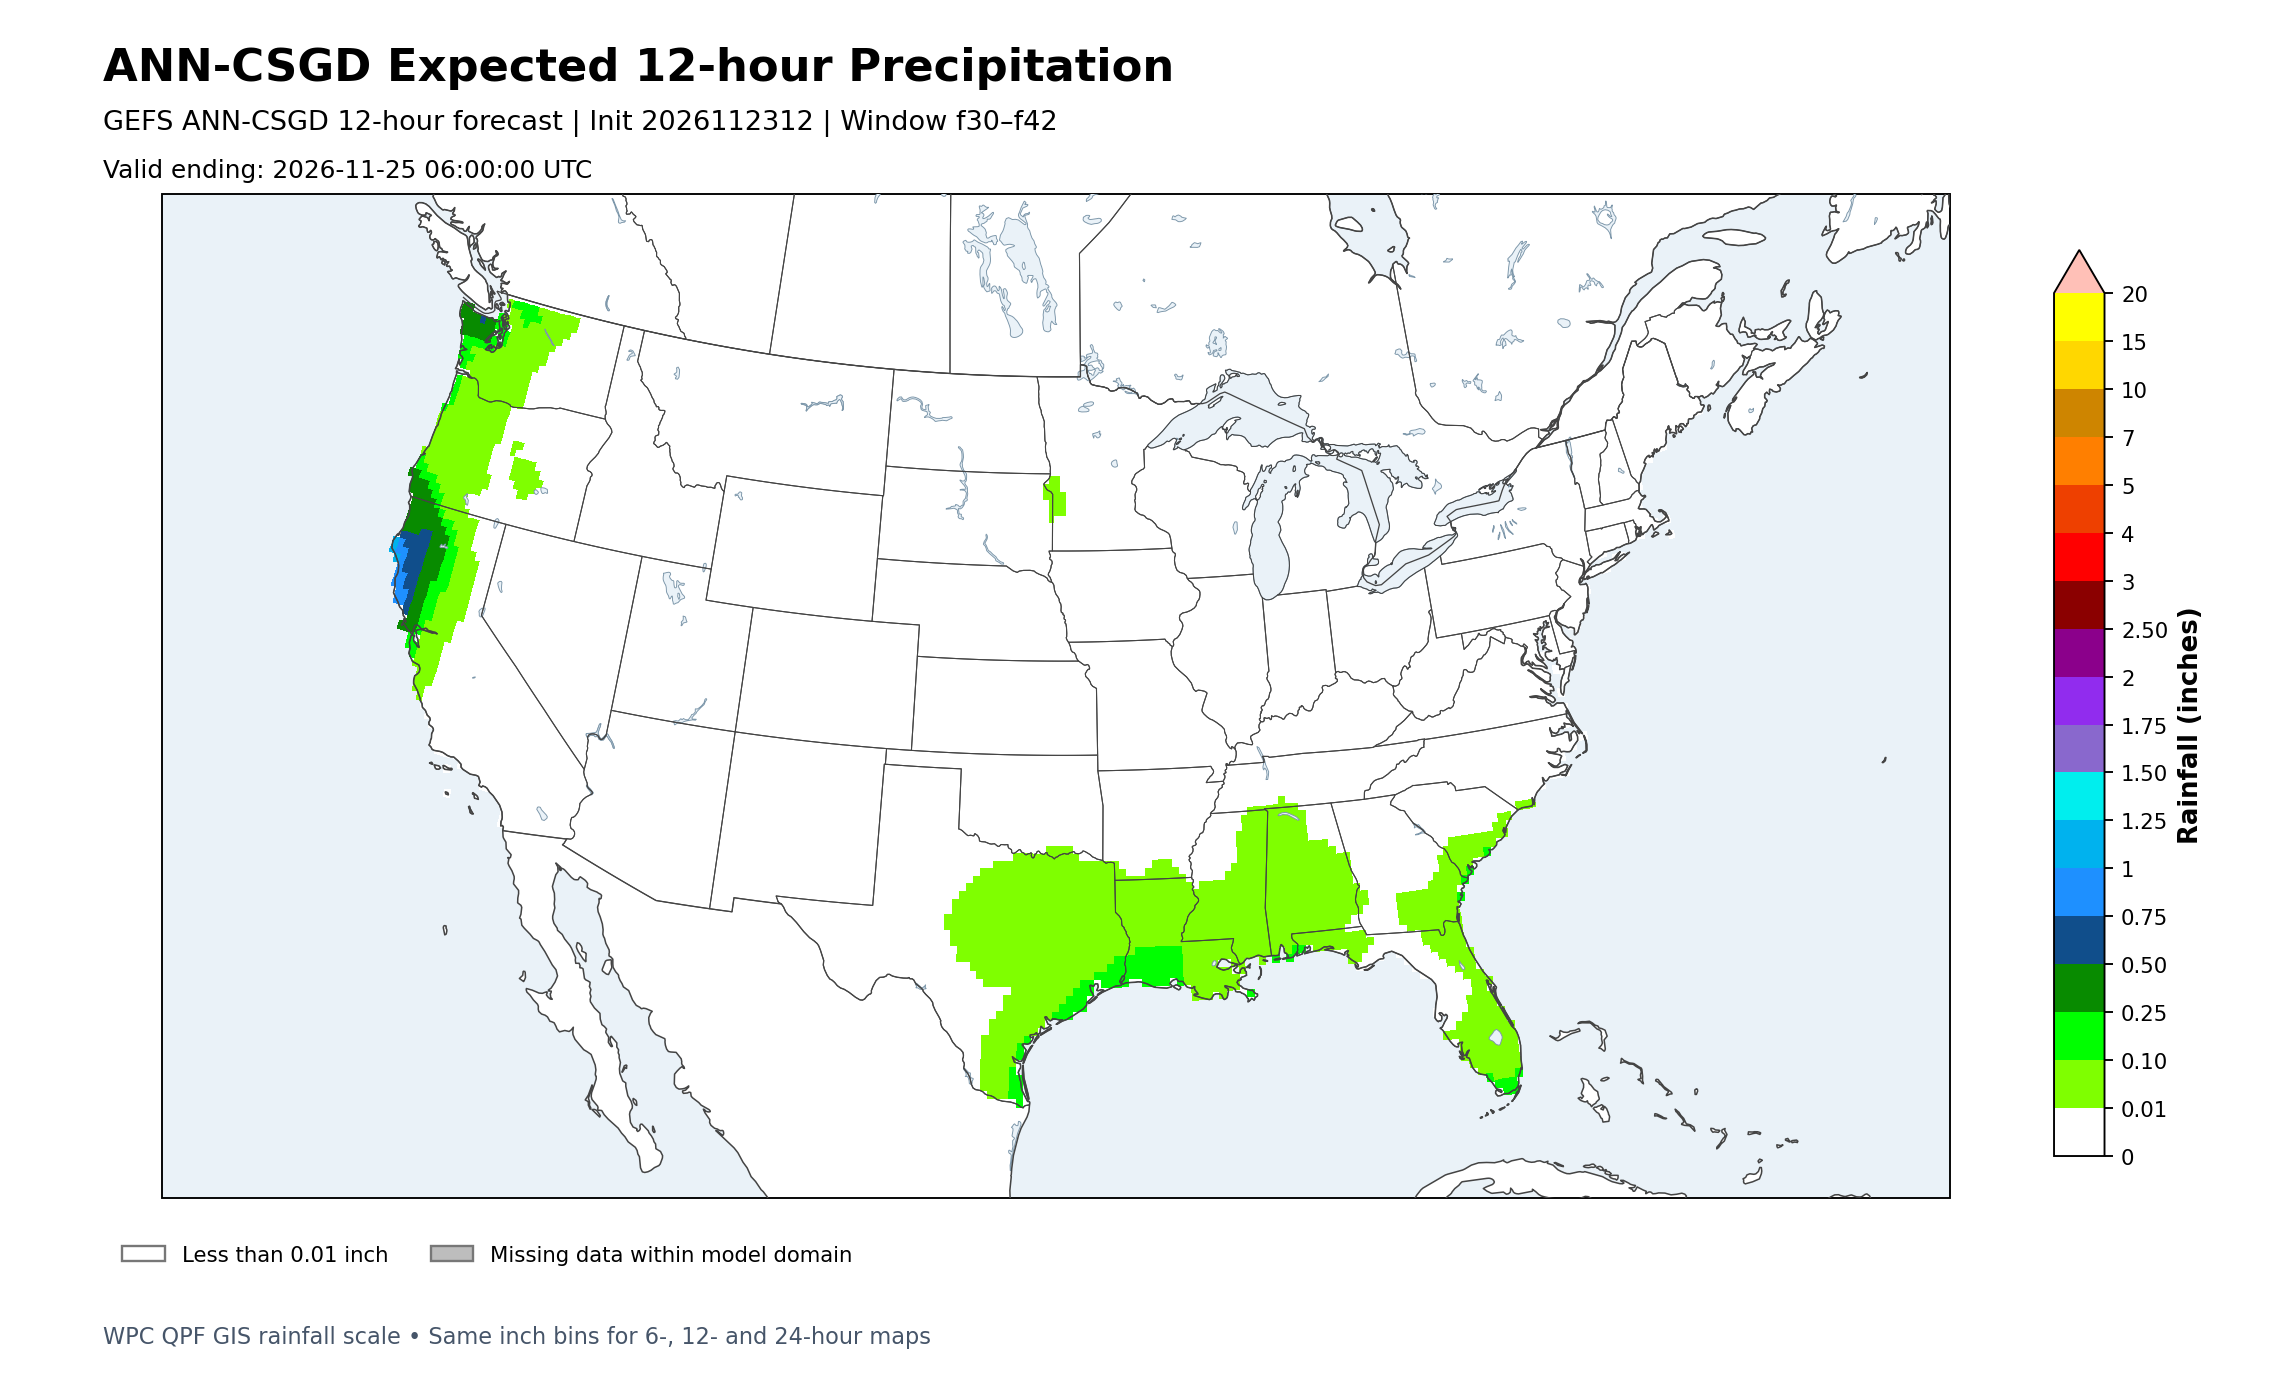 ANN-CSGD Expected 12-hour Precipitation
GEFS ANN-CSGD 12-hour forecast | Init 2026112312 | Window f30–f42
Valid ending: 2026-11-25 06:00:00 UTC
20
15
10
7
5
4
3
2.50
2
1.75
1.50
1.25
1
0.75
0.50
0.25
0.10
0.01
0
Rainfall (inches)
Less than 0.01 inch
Missing data within model domain
WPC QPF GIS rainfall scale • Same inch bins for 6-, 12- and 24-hour maps